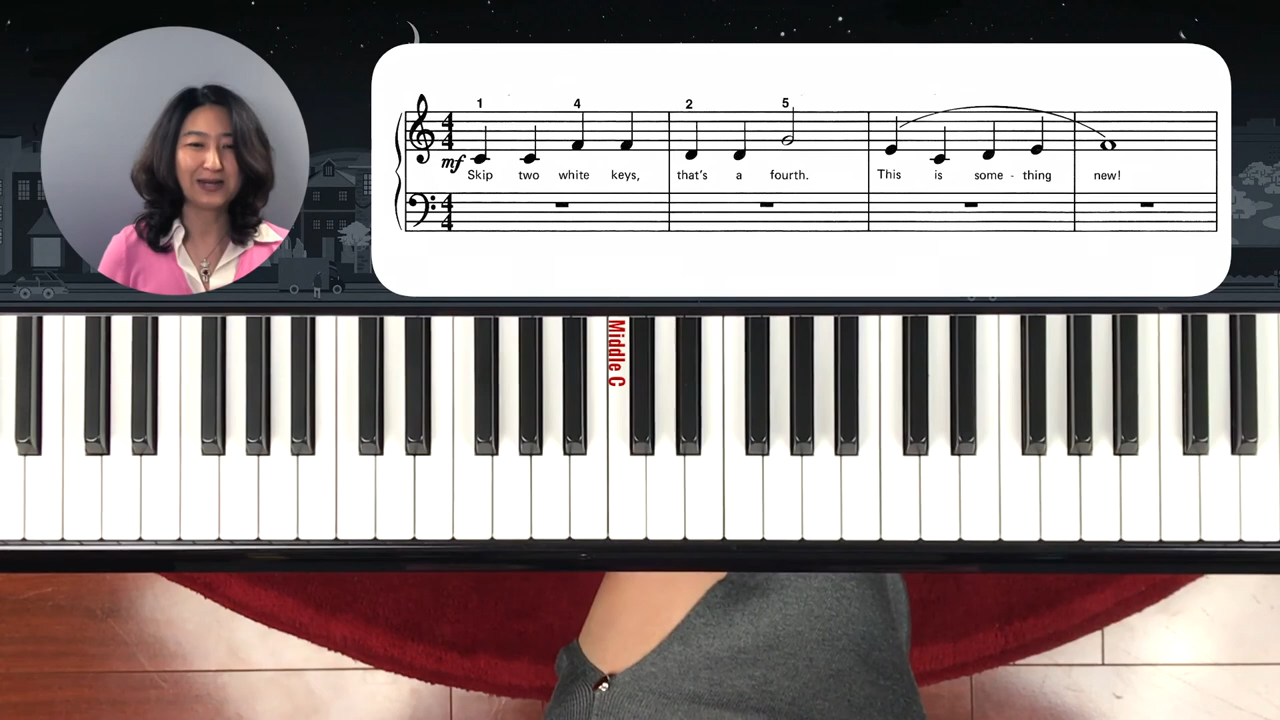 1 4 2 5
mf
Skip two white keys, that's a fourth. This is some - thing new!
Middle C